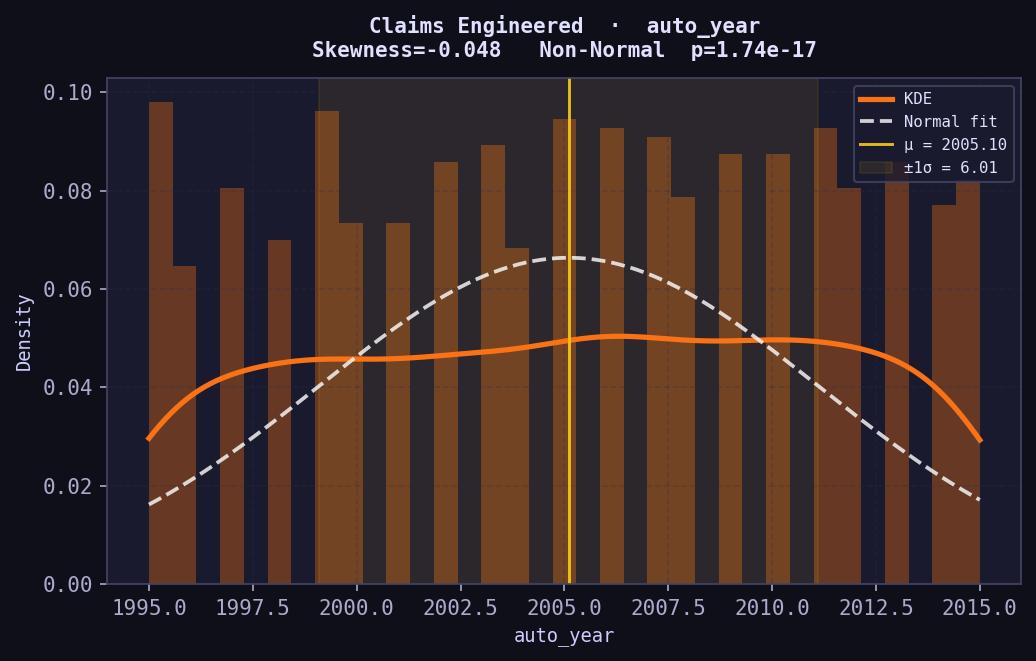 Claims Engineered · auto_year
Skewness=-0.048 Non-Normal p=1.74e-17
KDE
Normal fit
μ = 2005.10
±1σ = 6.01
Density
0.10
0.08
0.06
0.04
0.02
0.00
1995.0 1997.5 2000.0 2002.5 2005.0 2007.5 2010.0 2012.5 2015.0
auto_year